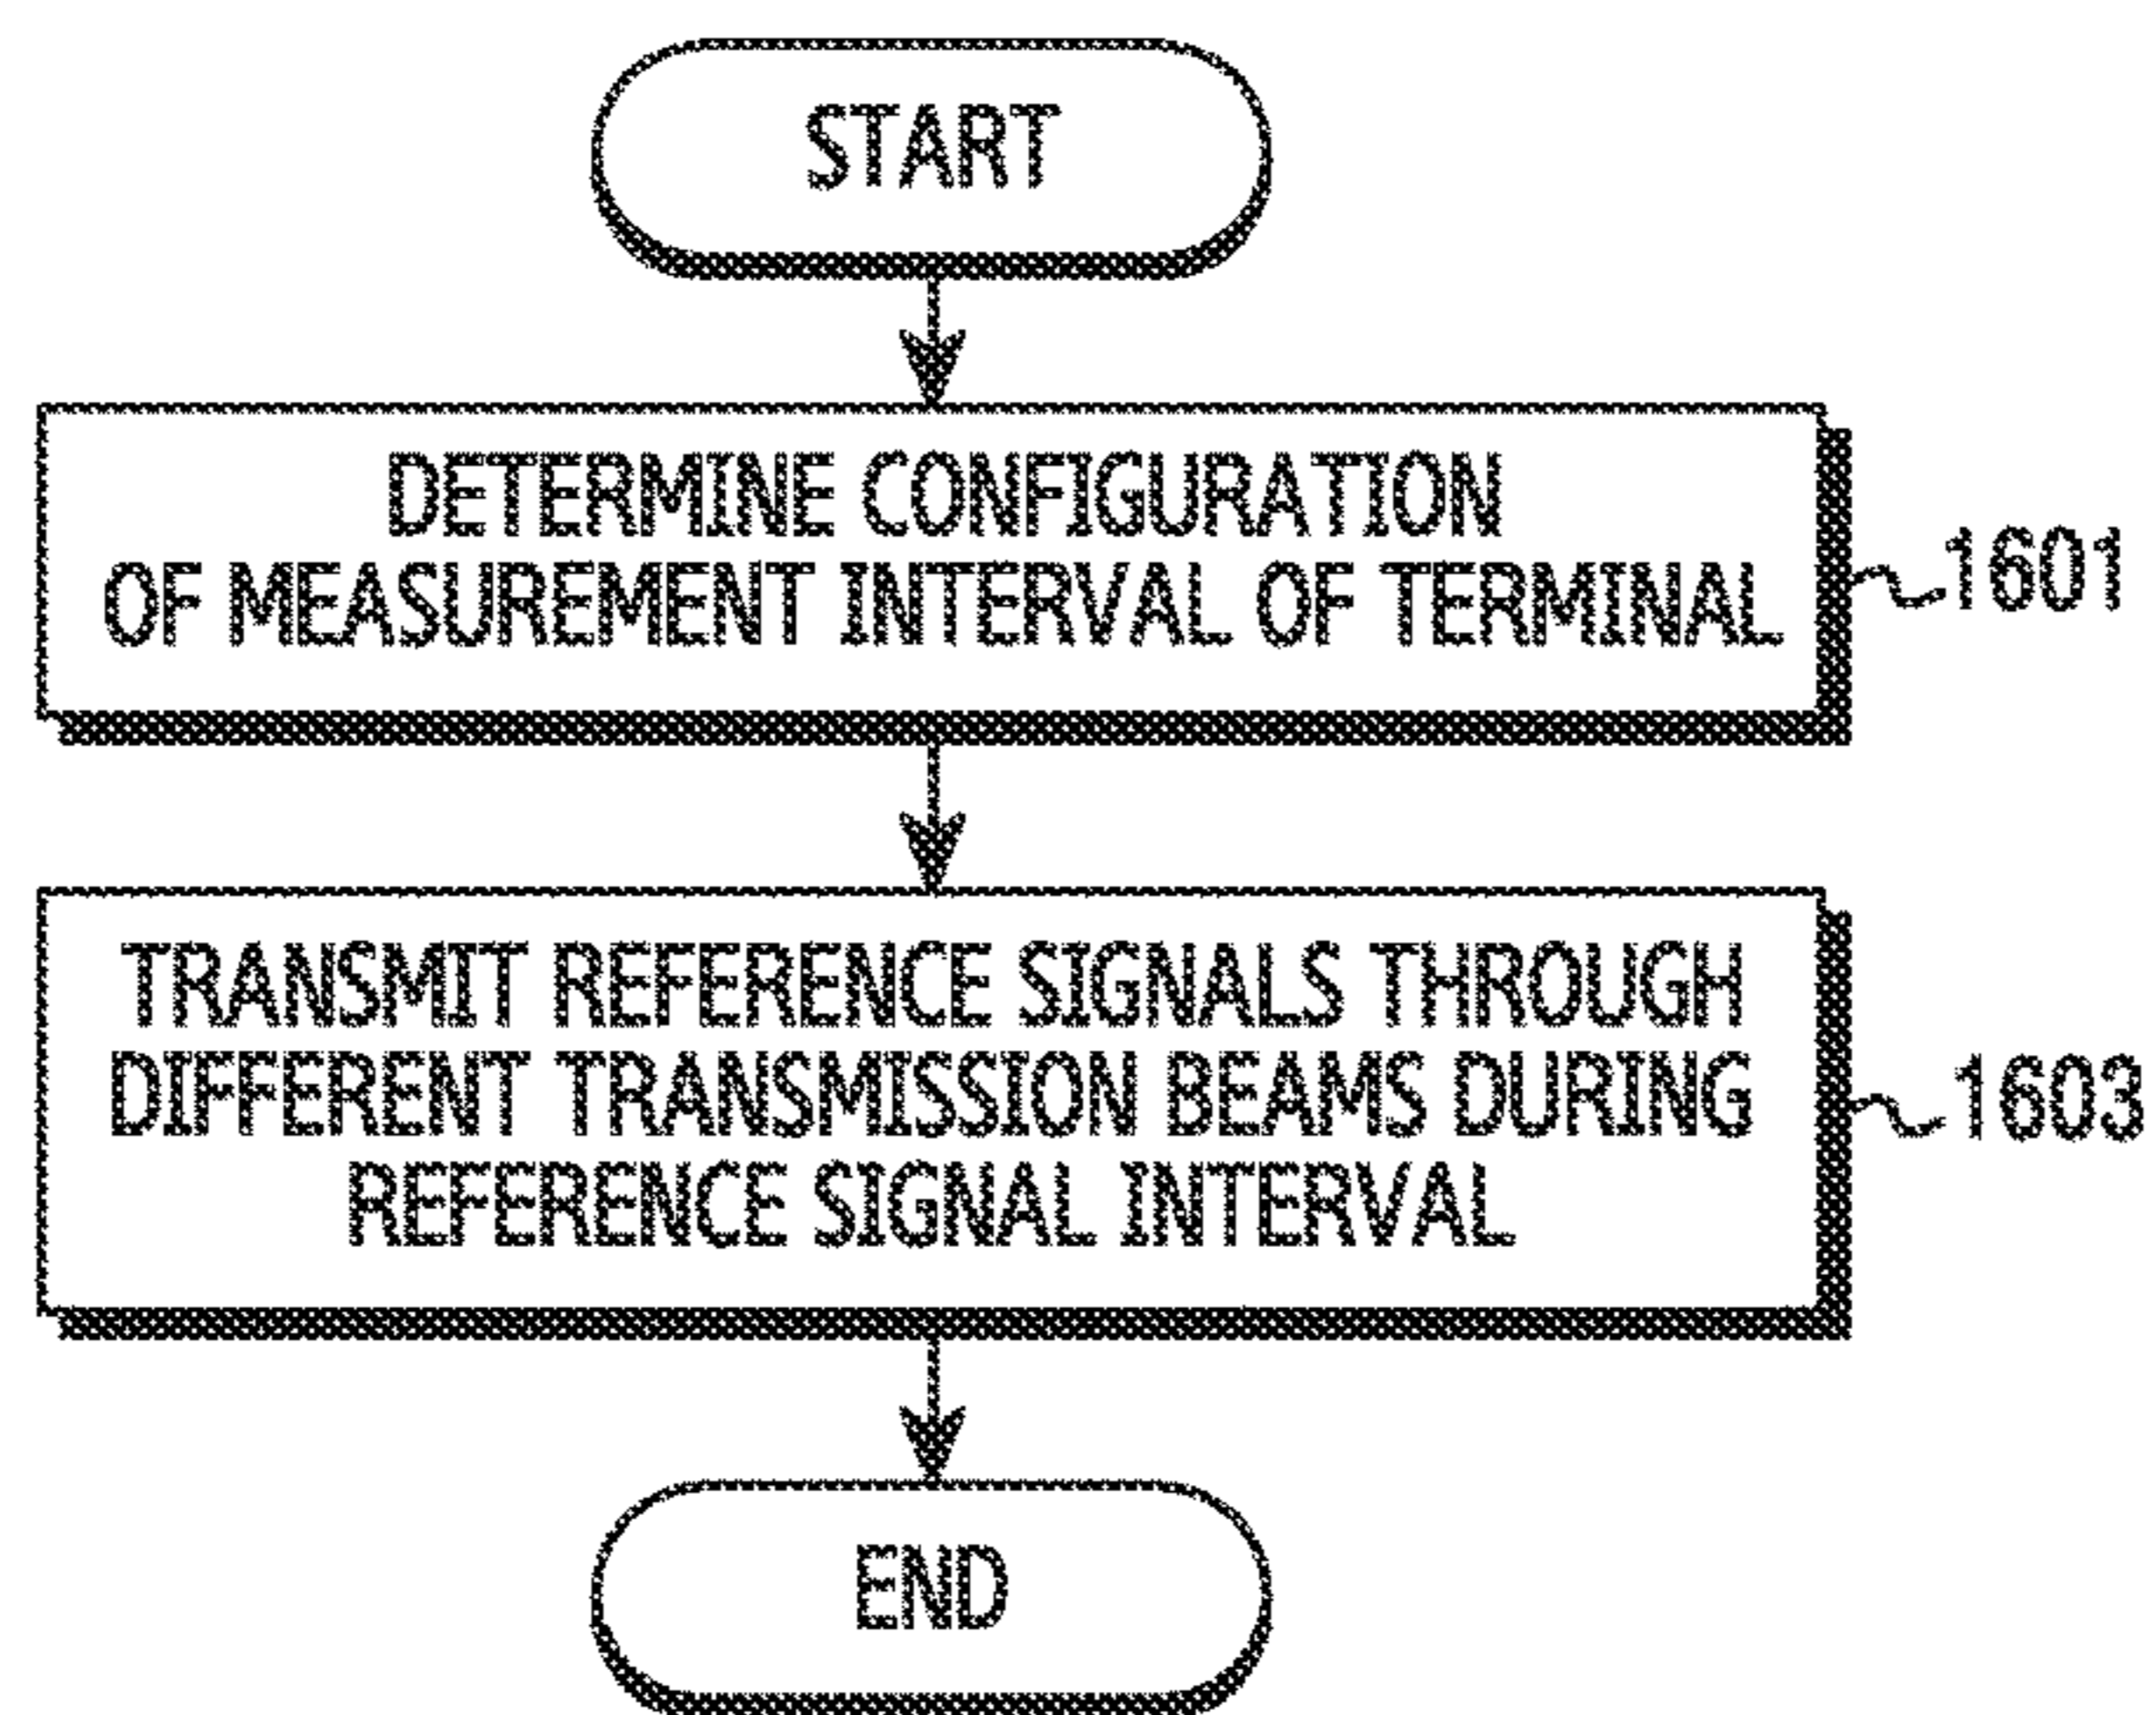 START
DETERMINE CONFIGURATION
OF MEASUREMENT INTERVAL OF TERMINAL
1601
TRANSMIT REFERENCE SIGNALS THROUGH
DIFFERENT TRANSMISSION BEAMS DURING
REFERENCE SIGNAL INTERVAL
1603
END